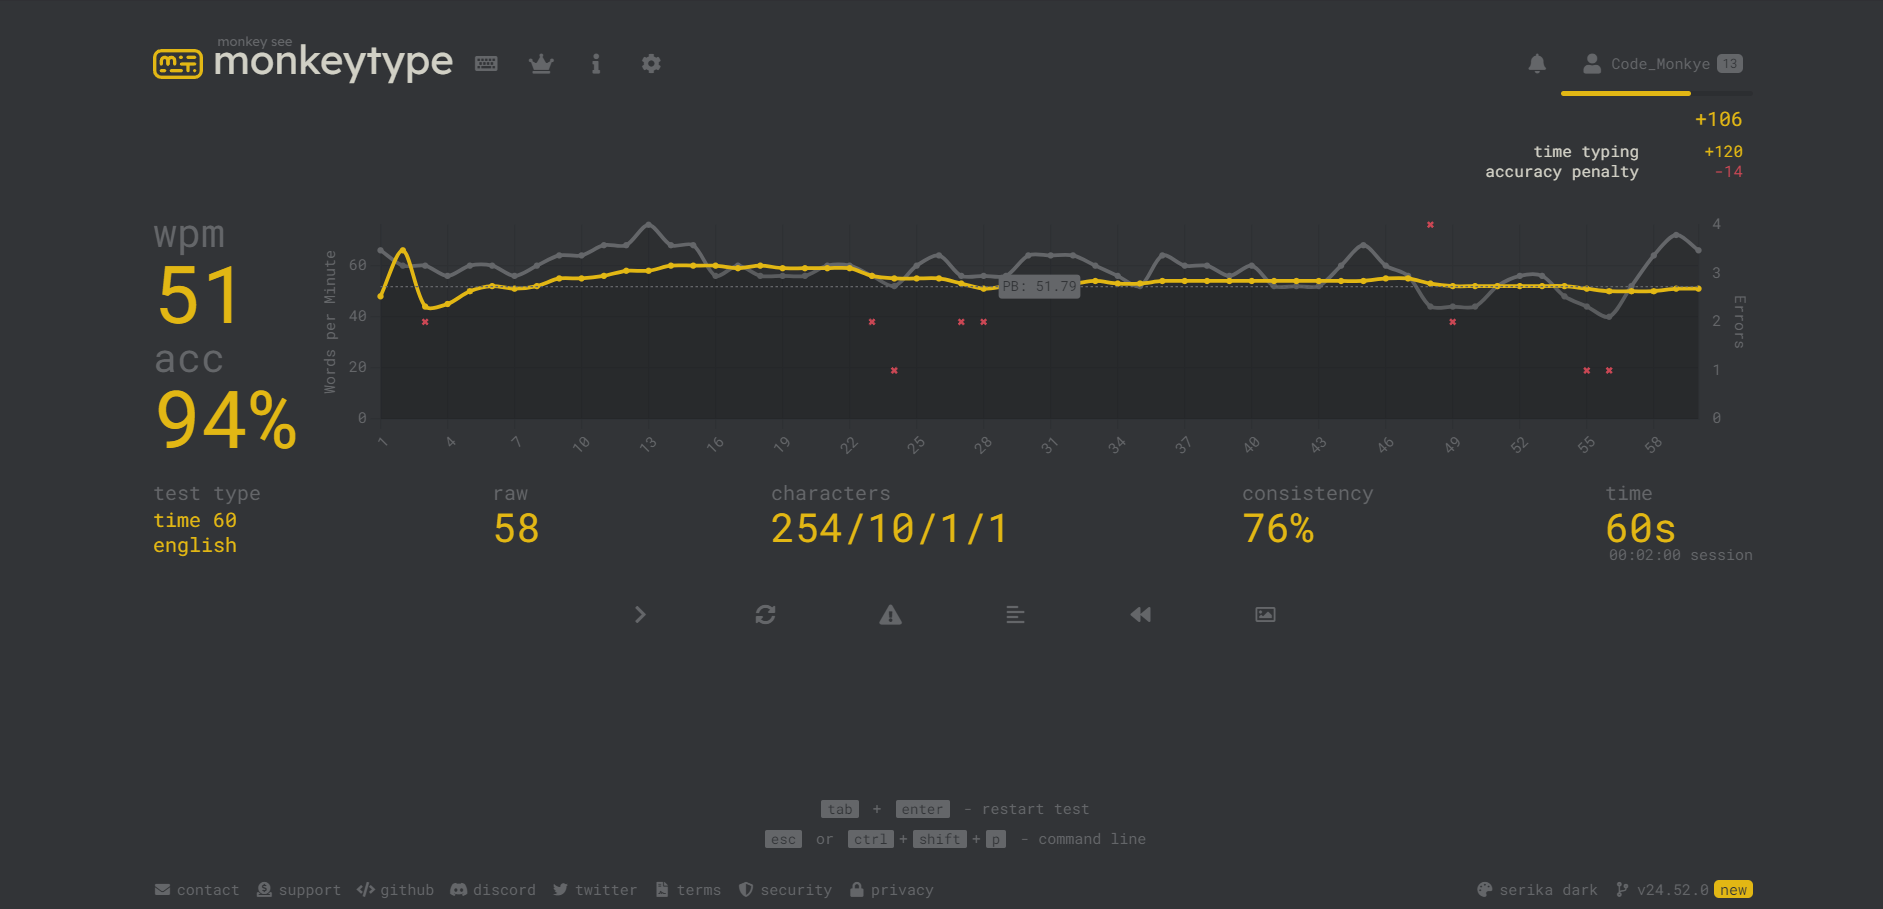 monkey see
monkeytype
Code_Monkye 13
+106
time typing +120
accuracy penalty -14
wpm
51
acc
94%
Words per Minute
60
40
20
0
PB: 51.79
4
3
2
1
0
Errors
1 4 7 10 13 16 19 22 25 28 31 34 37 40 43 46 49 52 55 58
test type
time 60
english
raw
58
characters
254/10/1/1
consistency
76%
time
60s
00:02:00 session
tab + enter - restart test
esc or ctrl + shift + p - command line
contact support github discord twitter terms security privacy serika dark v24.52.0 new